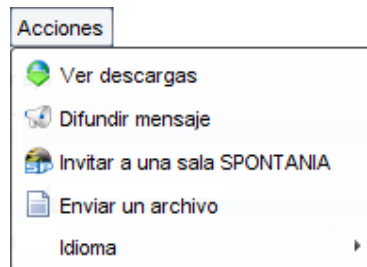 Acciones
Ver descargas
Difundir mensaje
Invitar a una sala SPONTANIA
Enviar un archivo
Idioma